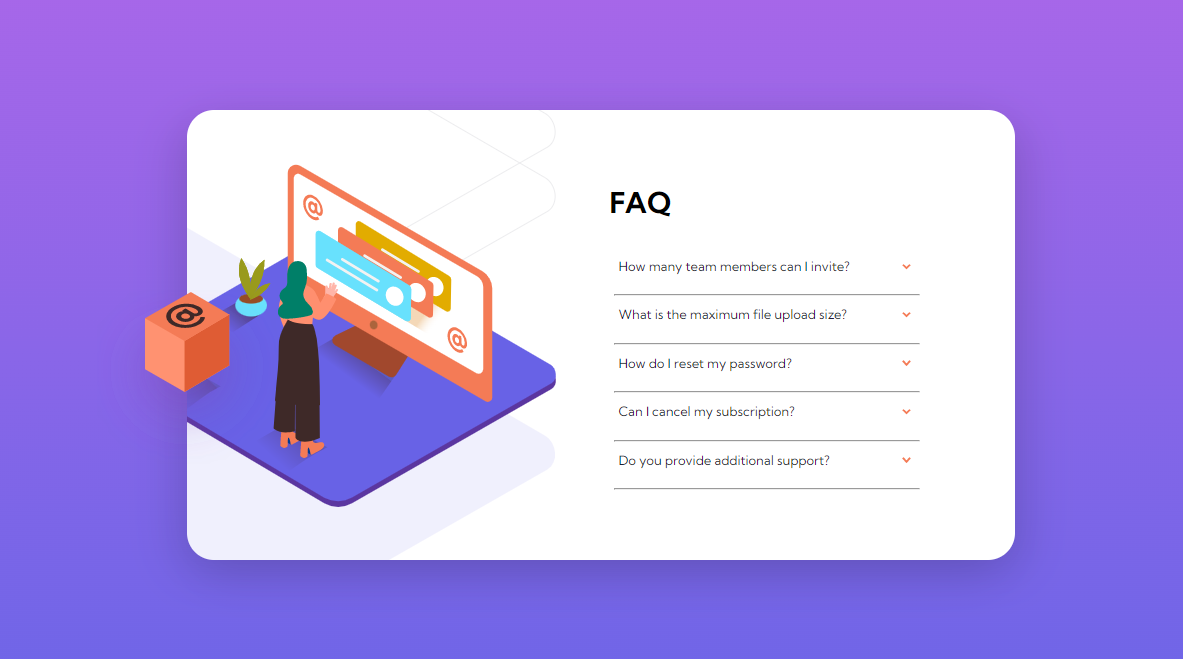 @
@
@
FAQ
How many team members can I invite?
What is the maximum file upload size?
How do I reset my password?
Can I cancel my subscription?
Do you provide additional support?